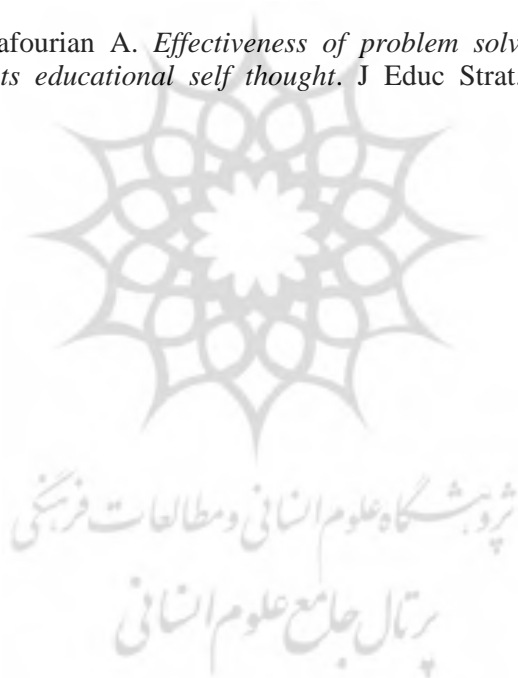 afourian A. Effectiveness of problem solv
ts educational self thought. J Educ Strat.
پژوهشگاه علوم انسانی و مطالعات فرهنگی
پرتال جامع علوم انسانی